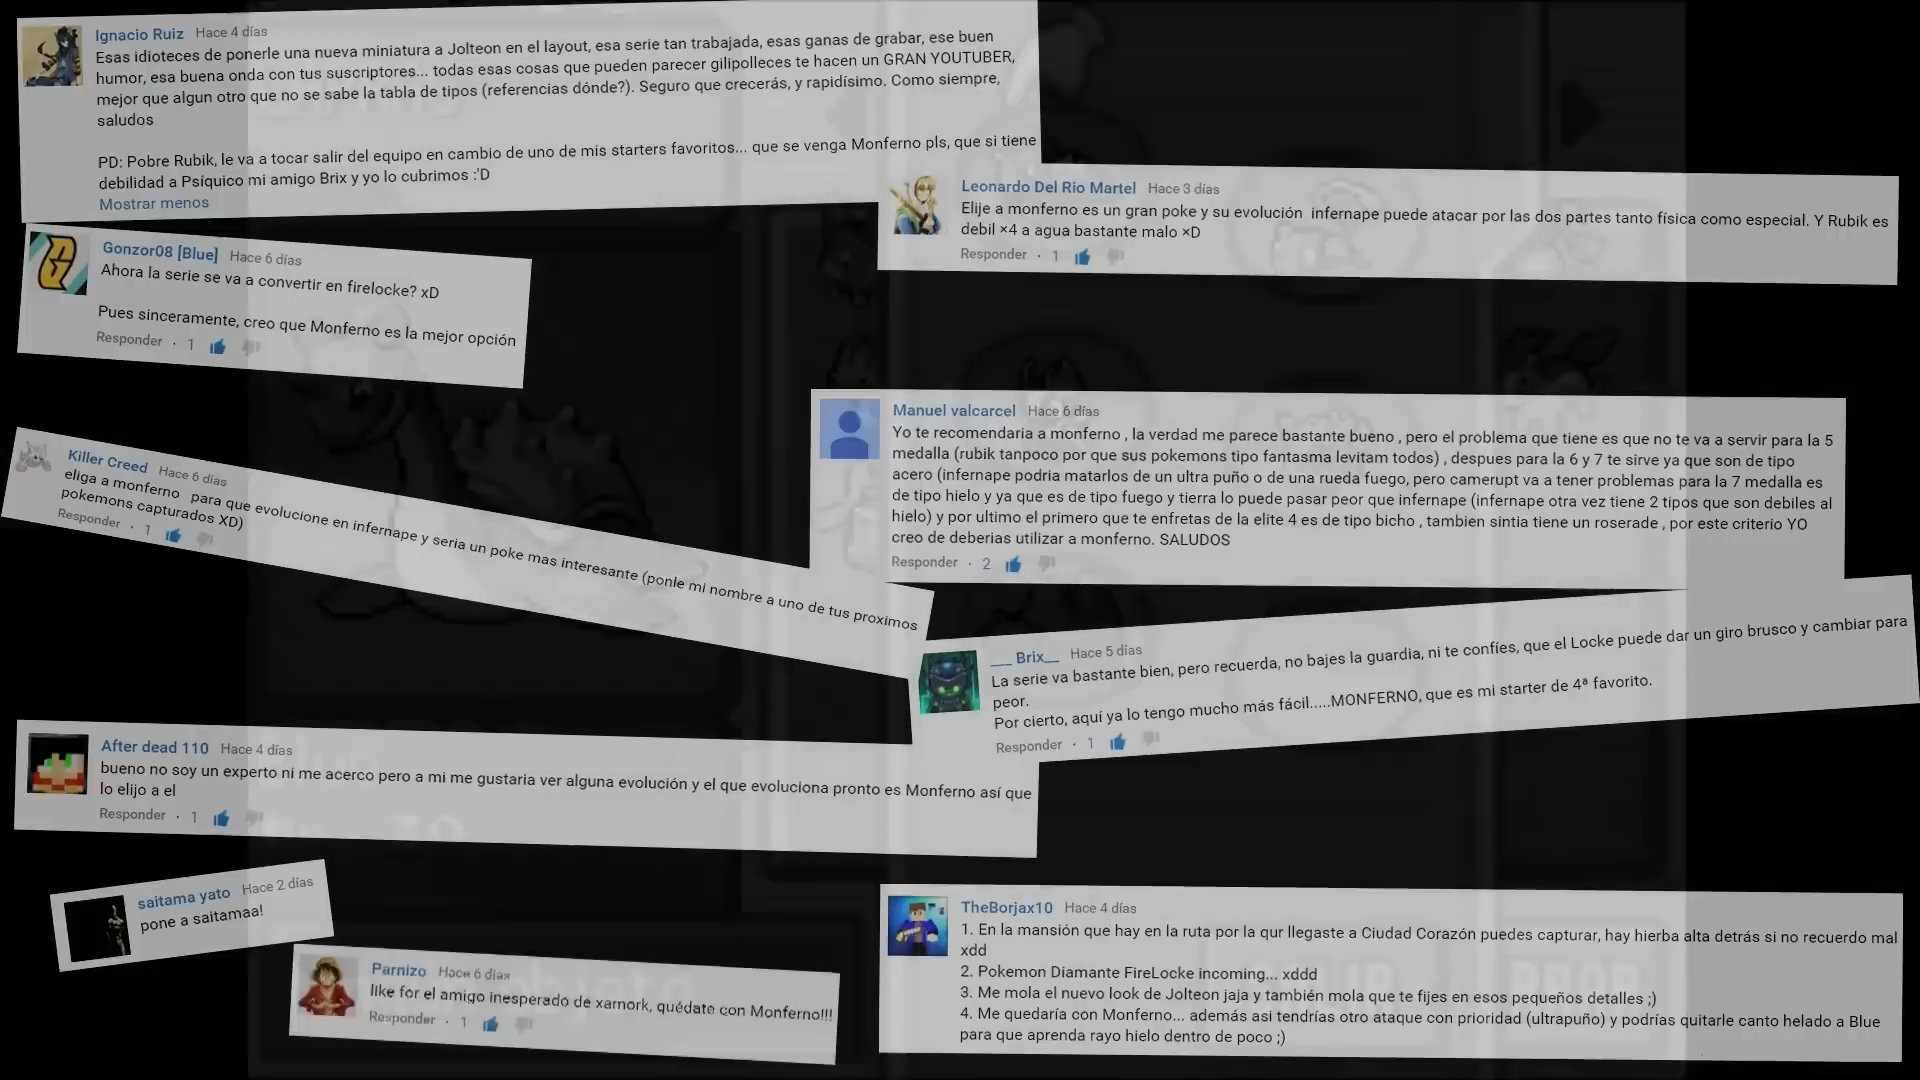 Ignacio Ruiz Hace 4 días
Esas idioteces de ponerle una nueva miniatura a Jolteon en el layout, esa serie tan trabajada, esas ganas de grabar, ese buen
humor, esa buena onda con tus suscriptores... todas esas cosas que pueden parecer gilipolleces te hacen un GRAN YOUTUBER,
mejor que algun otro que no se sabe la tabla de tipos (referencias dónde?). Seguro que crecerás, y rapidísimo. Como siempre,
saludos
PD: Pobre Rubik, le va a tocar salir del equipo en cambio de uno de mis starters favoritos... que se venga Monferno pls, que si tiene
debilidad a Psíquico mi amigo Brix y yo lo cubrimos :'D
Mostrar menos
Leonardo Del Rio Martel Hace 3 días
Elije a monferno es un gran poke y su evolución infernape puede atacar por las dos partes tanto física como especial. Y Rubik es
debil ×4 a agua bastante malo ×D
Responder · 1
Gonzor08 [Blue] Hace 6 días
Ahora la serie se va a convertir en firelocke? xD
Pues sinceramente, creo que Monferno es la mejor opción
Responder · 1
Manuel valcarcel Hace 6 días
Yo te recomendaria a monferno , la verdad me parece bastante bueno , pero el problema que tiene es que no te va a servir para la 5
medalla (rubik tanpoco por que sus pokemons tipo fantasma levitam todos) , despues para la 6 y 7 te sirve ya que son de tipo
acero (infernape podria matarlos de un ultra puño o de una rueda fuego, pero camerupt va a tener problemas para la 7 medalla es
de tipo hielo y ya que es de tipo fuego y tierra lo puede pasar peor que infernape (infernape otra vez tiene 2 tipos que son debiles al
hielo) y por ultimo el primero que te enfretas de la elite 4 es de tipo bicho , tambien sintia tiene un roserade , por este criterio YO
creo de deberias utilizar a monferno. SALUDOS
Responder · 2
Killer Creed Hace 6 días
eliga a monferno para que evolucione en infernape y seria un poke mas interesante (ponle mi nombre a uno de tus proximos
pokemons capturados XD)
Responder · 1
___ Brix__ Hace 5 días
La serie va bastante bien, pero recuerda, no bajes la guardia, ni te confíes, que el Locke puede dar un giro brusco y cambiar para
peor.
Por cierto, aquí ya lo tengo mucho más fácil.....MONFERNO, que es mi starter de 4ª favorito.
Responder · 1
After dead 110 Hace 4 días
bueno no soy un experto ni me acerco pero a mi me gustaria ver alguna evolución y el que evoluciona pronto es Monferno así que
lo elijo a el
Responder · 1
saitama yato Hace 2 días
pone a saitamaa!
Parnizo Hace 6 días
like for el amigo inesperado de xamork, quédate con Monferno!!!
Responder · 1
TheBorjax10 Hace 4 días
1. En la mansión que hay en la ruta por la qur llegaste a Ciudad Corazón puedes capturar, hay hierba alta detrás si no recuerdo mal
xdd
2. Pokemon Diamante FireLocke incoming... xddd
3. Me mola el nuevo look de Jolteon jaja y también mola que te fijes en esos pequeños detalles ;)
4. Me quedaría con Monferno... además asi tendrías otro ataque con prioridad (ultrapuño) y podrías quitarle canto helado a Blue
para que aprenda rayo hielo dentro de poco ;)